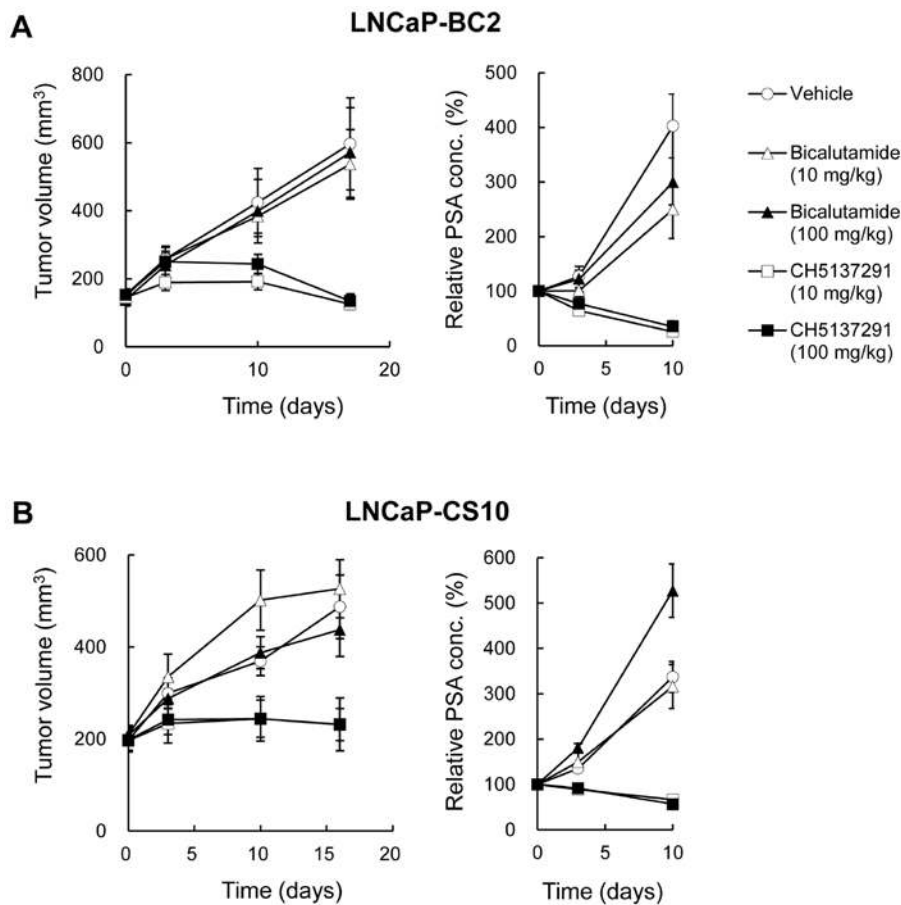 A
LNCaP-BC2
Tumor volume (mm³)
800
600
400
200
0
0
10
20
Time (days)
Relative PSA conc. (%)
500
400
300
200
100
0
0
5
10
Time (days)
Vehicle
Bicalutamide
(10 mg/kg)
Bicalutamide
(100 mg/kg)
CH5137291
(10 mg/kg)
CH5137291
(100 mg/kg)
B
LNCaP-CS10
Tumor volume (mm³)
600
400
200
0
0
5
10
15
20
Time (days)
Relative PSA conc. (%)
600
500
400
300
200
100
0
0
5
10
Time (days)